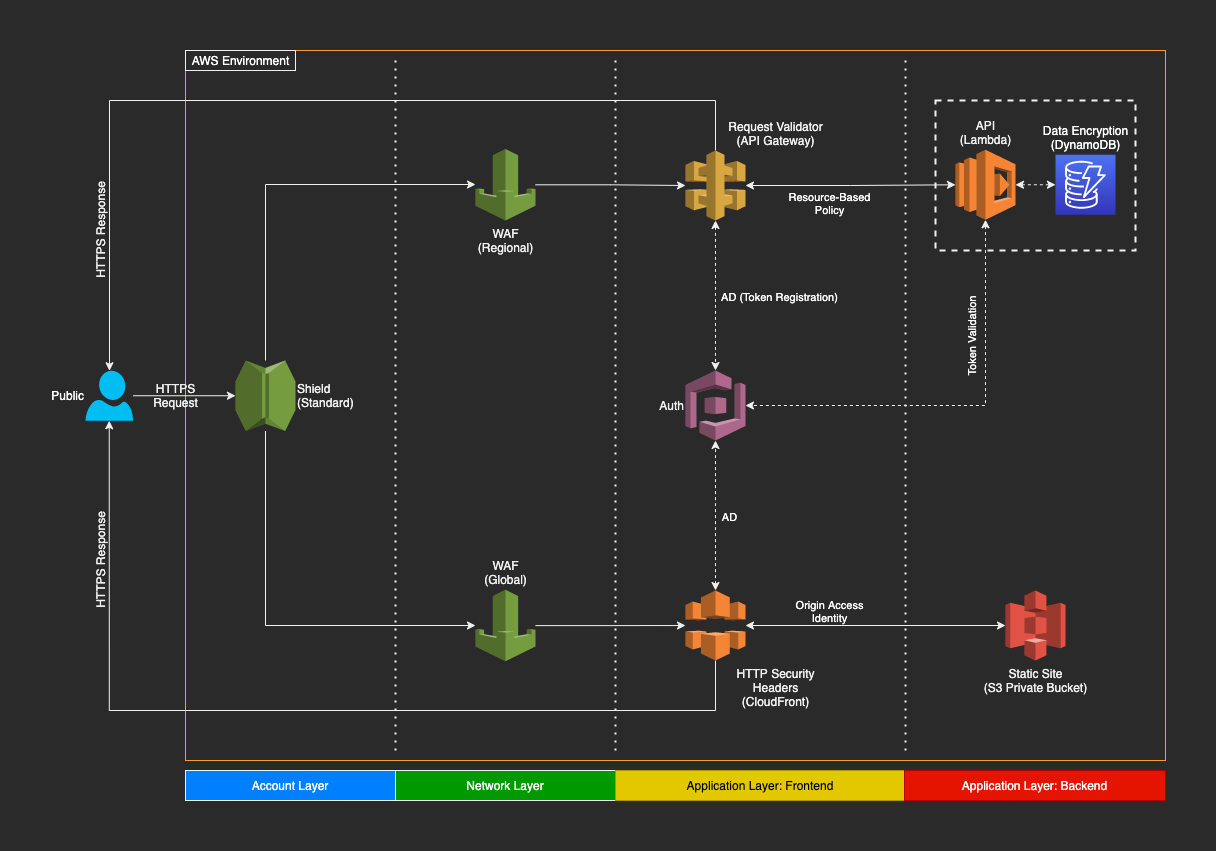 AWS Environment
Request Validator
(API Gateway)
API
(Lambda)
Data Encryption
(DynamoDB)
HTTPS Response
Resource-Based
Policy
WAF
(Regional)
AD (Token Registration)
Token Validation
Public
HTTPS
Request
Shield
(Standard)
Auth
AD
HTTPS Response
WAF
(Global)
Origin Access
Identity
HTTP Security
Headers
(CloudFront)
Static Site
(S3 Private Bucket)
Account Layer
Network Layer
Application Layer: Frontend
Application Layer: Backend